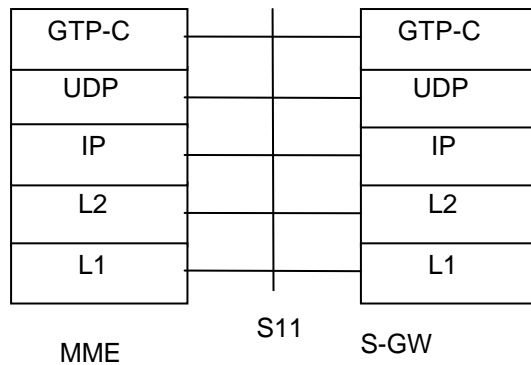 GTP-C
UDP
IP
L2
L1
GTP-C
UDP
IP
L2
L1
S11
MME
S-GW